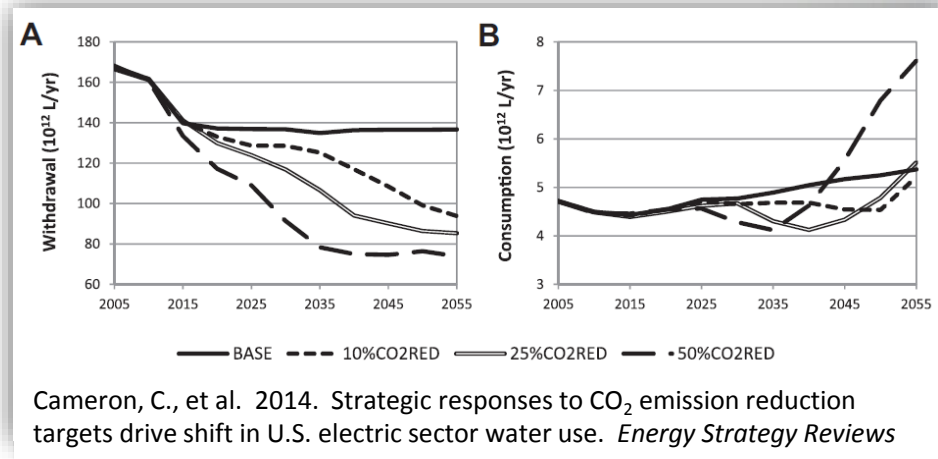 A
B
Withdrawal (10¹² L/yr)
180
160
140
120
100
80
60
2005 2015 2025 2035 2045 2055
Consumption (10¹² L/yr)
8
7
6
5
4
3
2005 2015 2025 2035 2045 2055
BASE 10%CO2RED 25%CO2RED 50%CO2RED
Cameron, C., et al. 2014. Strategic responses to CO₂ emission reduction
targets drive shift in U.S. electric sector water use. Energy Strategy Reviews